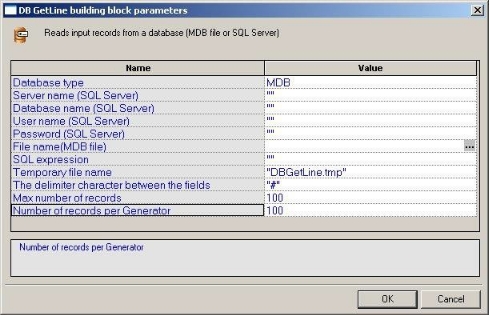 DB GetLine building block parameters
Reads input records from a database (MDB file or SQL Server)
Name Value
Database type MDB
Server name (SQL Server) ""
Database name (SQL Server) ""
User name (SQL Server) ""
Password (SQL Server) ""
File name(MDB file) ...
SQL expression ""
Temporary file name "DBGetLine.tmp"
The delimiter character between the fields "#"
Max number of records 100
Number of records per Generator 100
Number of records per Generator
OK Cancel